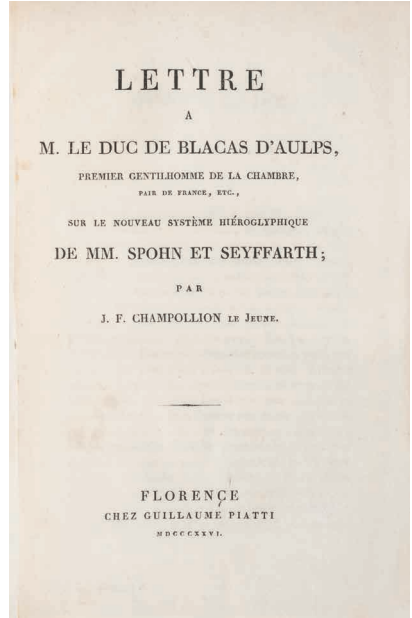 LETTRE
A
M. LE DUC DE BLACAS D'AULPS,
PREMIER GENTILHOMME DE LA CHAMBRE,
PAIR DE FRANCE, ETC.,
SUR LE NOUVEAU SYSTÈME HIÉROGLYPHIQUE
DE MM. SPOHN ET SEYFFARTH;
PAR
J. F. CHAMPOLLION LE JEUNE.
FLORENCE
CHEZ GUILLAUME PIATTI
MDCCCXXVI.